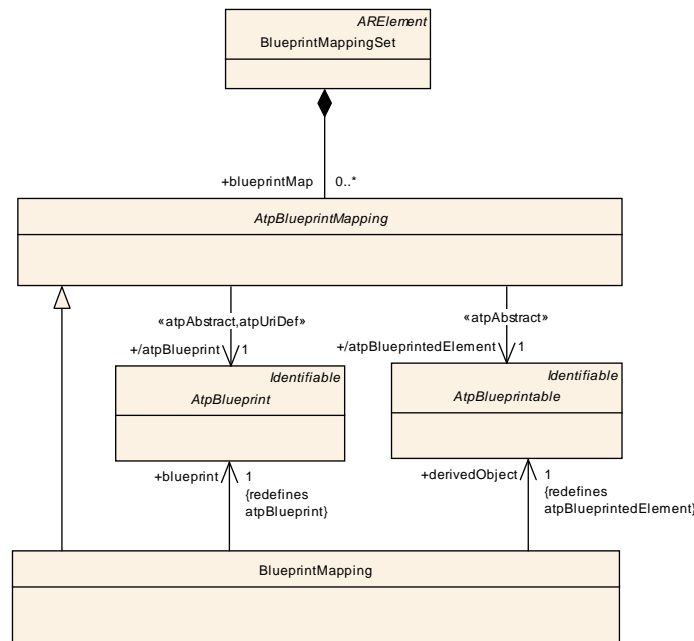 ARElement
BlueprintMappingSet
+blueprintMap 0..*
AtpBlueprintMapping
«atpAbstract,atpUriDef»
«atpAbstract»
+/atpBlueprint 1
+/atpBlueprintedElement 1
Identifiable
AtpBlueprint
Identifiable
AtpBlueprintable
+blueprint 1
{redefines
atpBlueprint}
+derivedObject 1
{redefines
atpBlueprintedElement}
BlueprintMapping